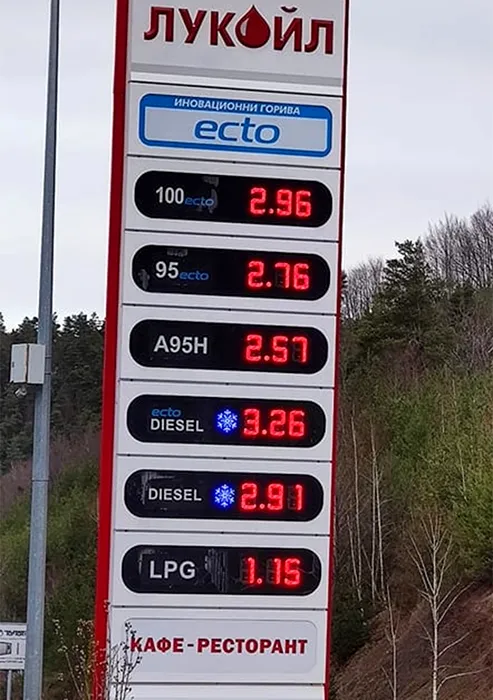 ЛУКОЙЛ
ИНОВАЦИОННИ ГОРИВА
ecto
100 ecto 2.96
95 ecto 2.76
A95H 2.57
ecto
DIESEL 3.26
DIESEL 2.91
LPG 1.15
КАФЕ-РЕСТОРАНТ